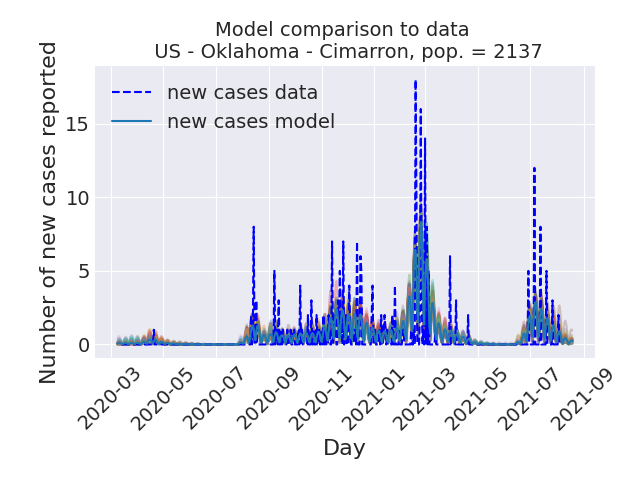 Model comparison to data
US - Oklahoma - Cimarron, pop. = 2137
Number of new cases reported
new cases data
new cases model
15
10
5
0
2020-03
2020-05
2020-07
2020-09
2020-11
2021-01
2021-03
2021-05
2021-07
2021-09
Day